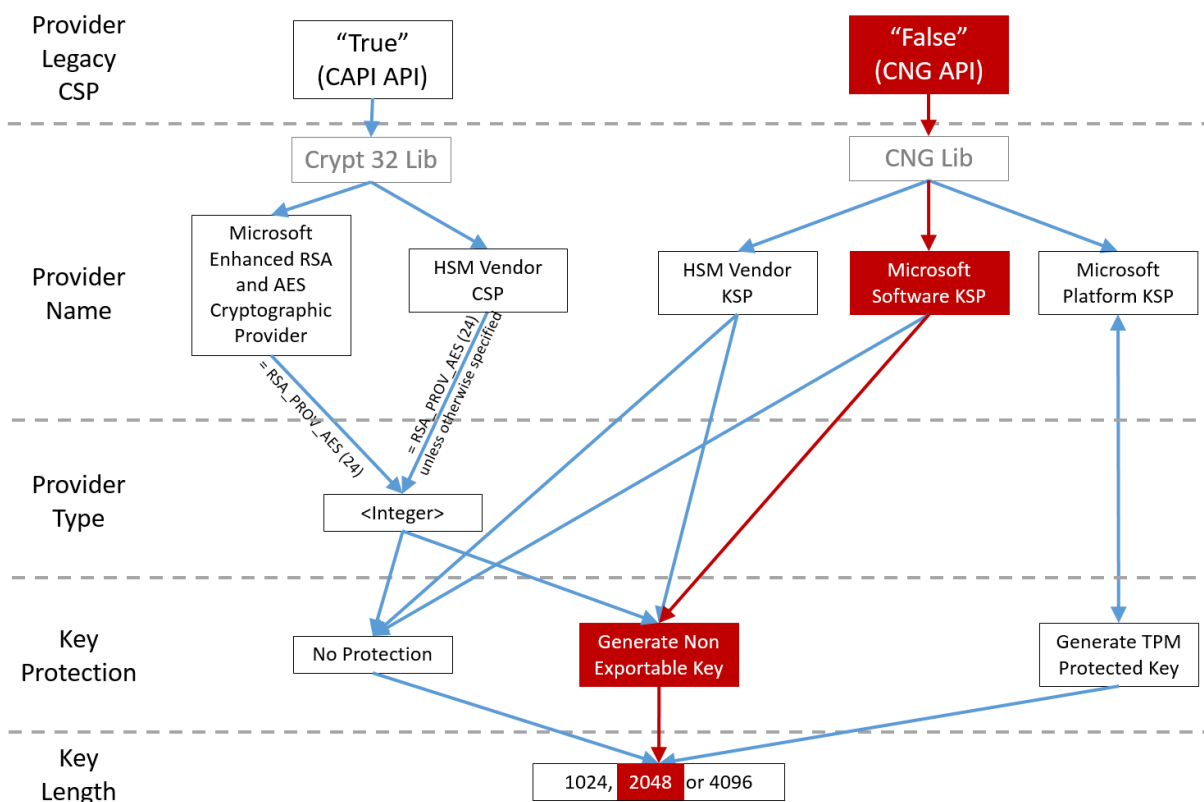 Provider
Legacy
CSP
“True”
(CAPI API)
“False”
(CNG API)
Crypt 32 Lib
CNG Lib
Provider
Name
Microsoft
Enhanced RSA
and AES
Cryptographic
Provider
HSM Vendor
CSP
HSM Vendor
KSP
Microsoft
Software KSP
Microsoft
Platform KSP
= RSA_PROV_AES (24)
= RSA_PROV_AES (24)
unless otherwise specified
Provider
Type
<Integer>
Key
Protection
No Protection
Generate Non
Exportable Key
Generate TPM
Protected Key
Key
Length
1024, 2048 or 4096